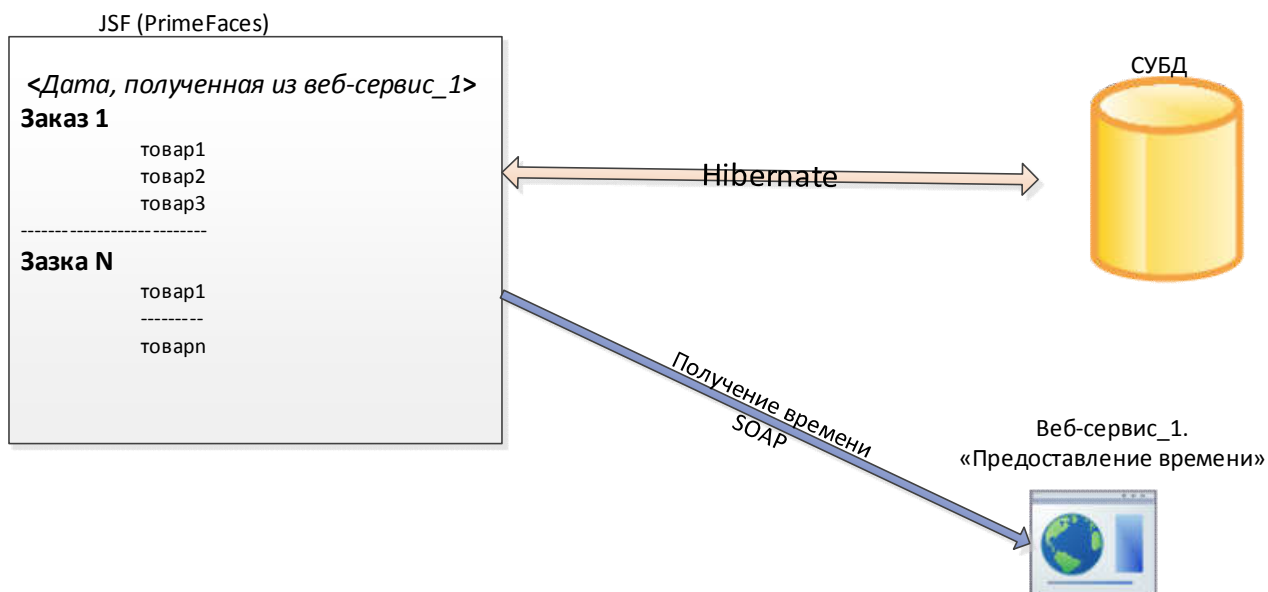 JSF (PrimeFaces)
<Дата, полученная из веб-сервис_1>
Заказ 1
товар1
товар2
товар3
---------------------------
Зазка N
товар1
---------
товарn
Hibernate
СУБД
Получение времени
SOAP
Веб-сервис_1.
«Предоставление времени»